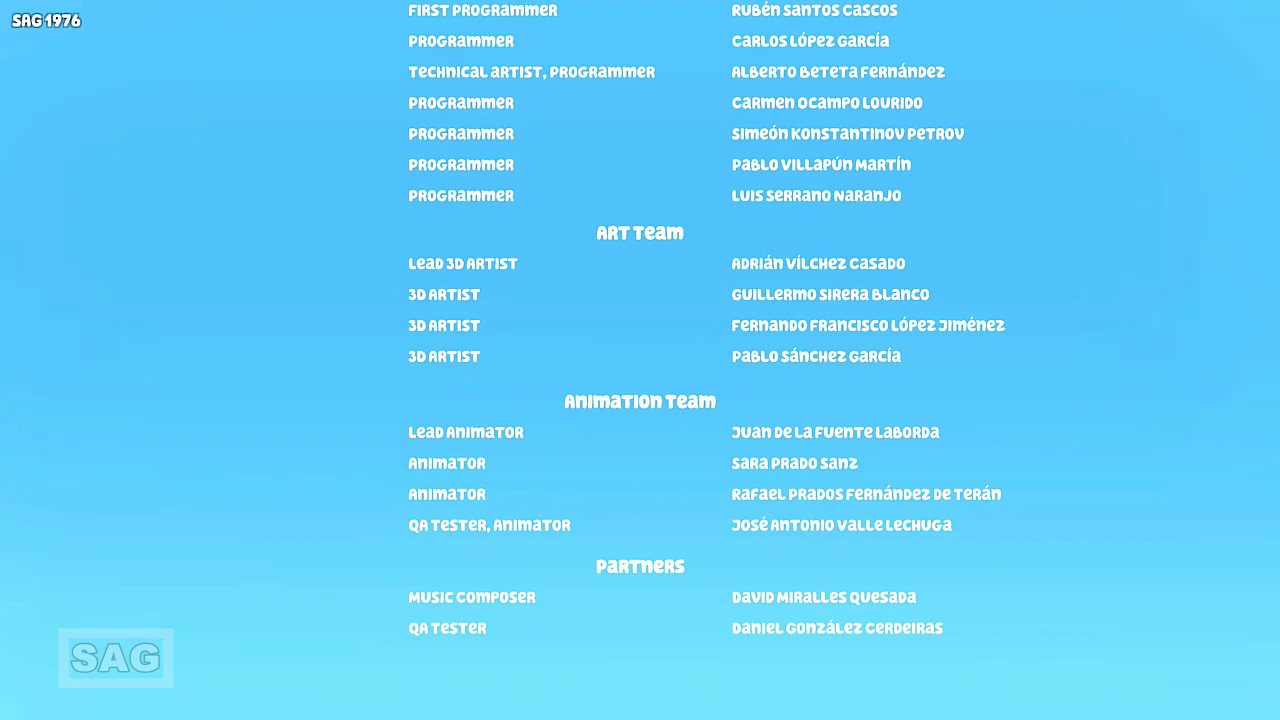 SAG 1976
FIRST PROGRAMMER RUBÉN SANTOS CASCOS
PROGRAMMER CARLOS LÓPEZ GARCÍA
TECHNICAL ARTIST, PROGRAMMER ALBERTO BETETA FERNÁNDEZ
PROGRAMMER CARMEN OCAMPO LOURIDO
PROGRAMMER SIMEÓN KONSTANTINOV PETROV
PROGRAMMER PABLO VILLAPÚN MARTÍN
PROGRAMMER LUIS SERRANO NARANJO
ART TEAM
LEAD 3D ARTIST ADRIÁN VÍLCHEZ CASADO
3D ARTIST GUILLERMO SIRERA BLANCO
3D ARTIST FERNANDO FRANCISCO LÓPEZ JIMÉNEZ
3D ARTIST PABLO SÁNCHEZ GARCÍA
ANIMATION TEAM
LEAD ANIMATOR JUAN DE LA FUENTE LABORDA
ANIMATOR SARA PRADO SANZ
ANIMATOR RAFAEL PRADOS FERNÁNDEZ DE TERÁN
QA TESTER, ANIMATOR JOSÉ ANTONIO VALLE LECHUGA
PARTNERS
MUSIC COMPOSER DAVID MIRALLES QUESADA
QA TESTER DANIEL GONZÁLEZ CERDEIRAS
SAG